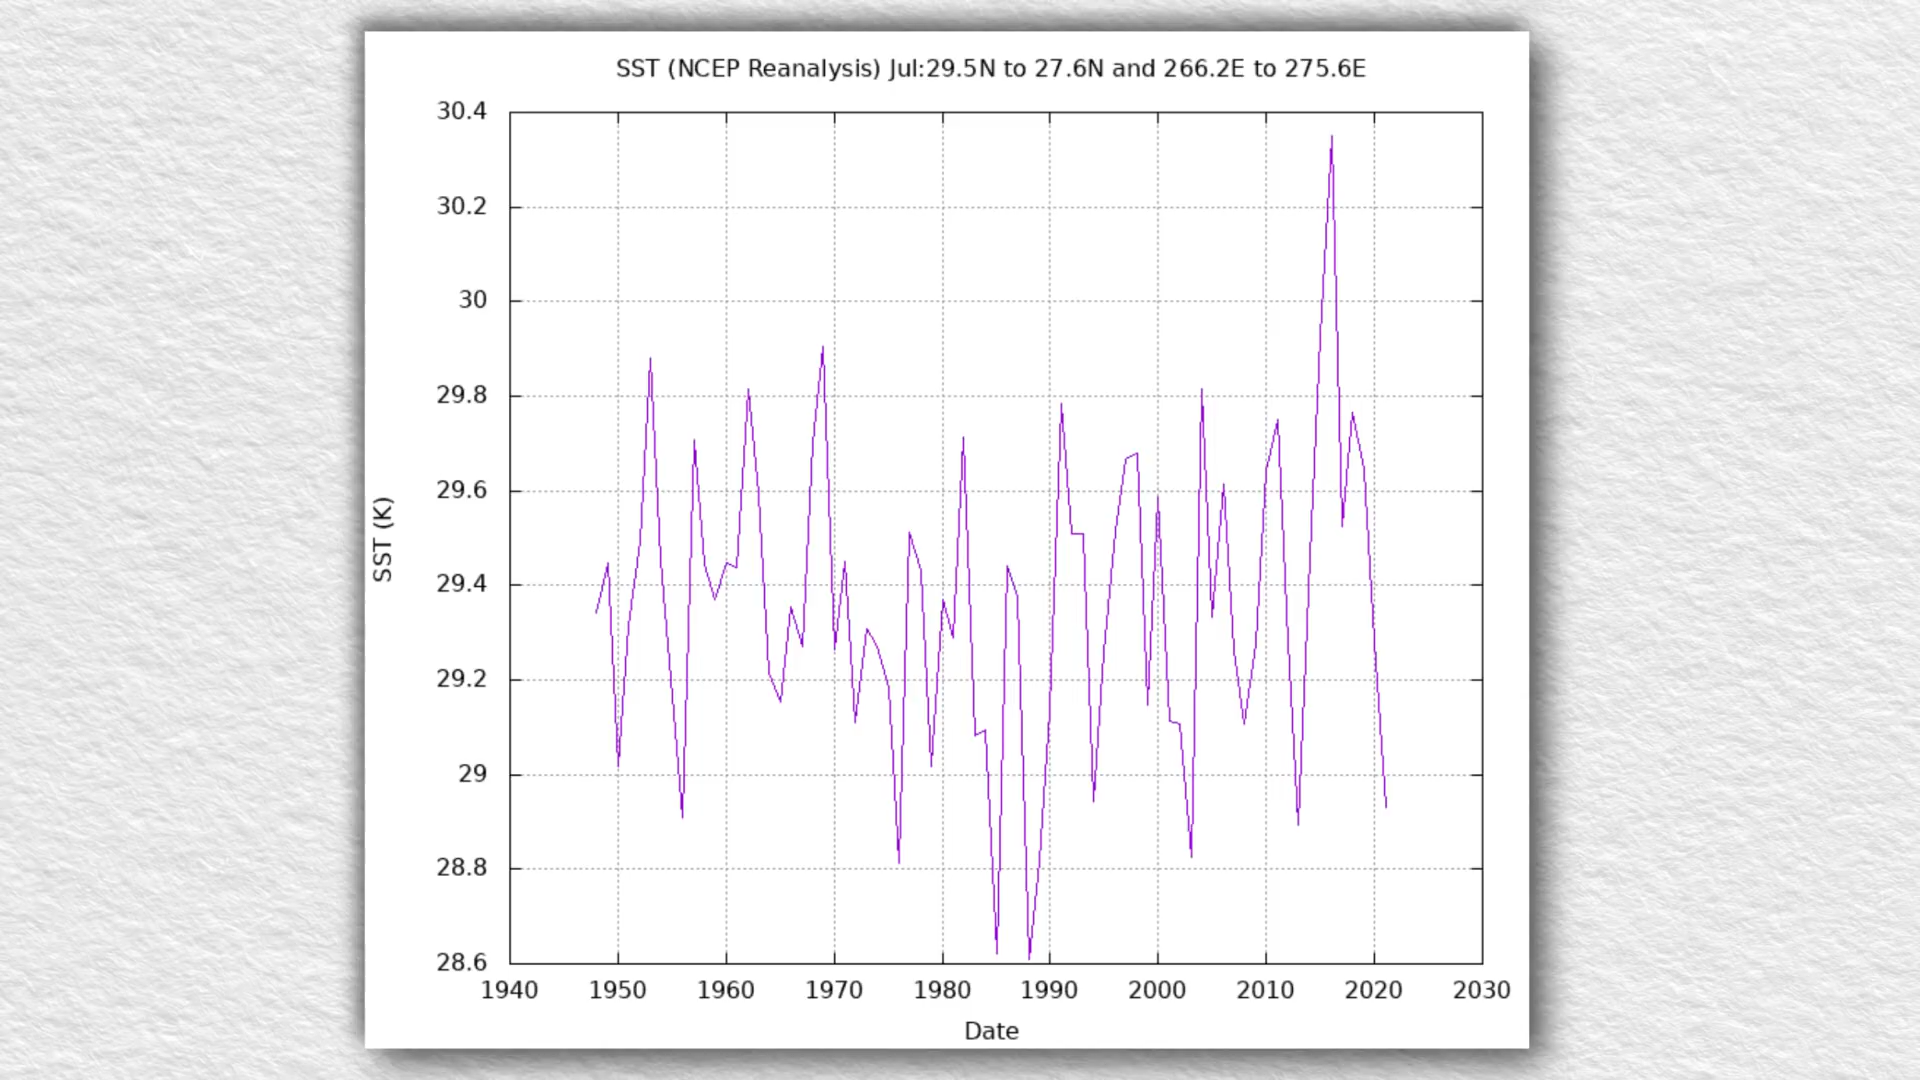 SST (NCEP Reanalysis) Jul:29.5N to 27.6N and 266.2E to 275.6E
30.4
30.2
30
29.8
29.6
29.4
29.2
29
28.8
28.6
SST (K)
1940 1950 1960 1970 1980 1990 2000 2010 2020 2030
Date